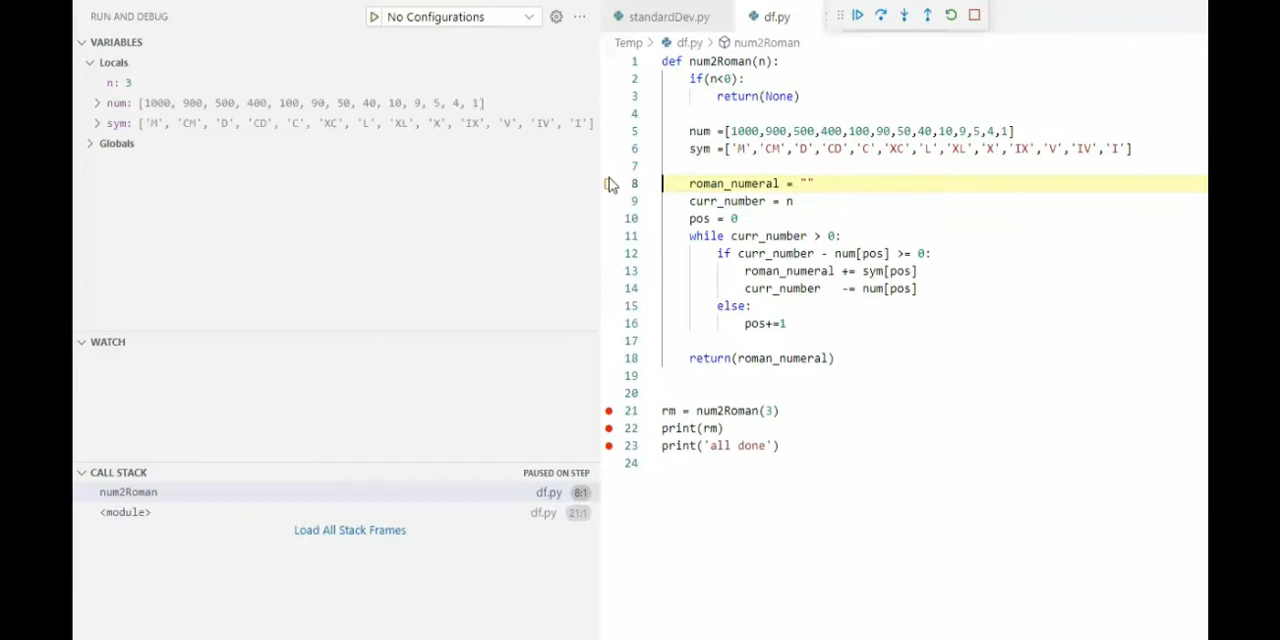 RUN AND DEBUG
No Configurations
VARIABLES
Locals
n: 3
num: [1000, 900, 500, 400, 100, 90, 50, 40, 10, 9, 5, 4, 1]
sym: ['M', 'CM', 'D', 'CD', 'C', 'XC', 'L', 'XL', 'X', 'IX', 'V', 'IV', 'I']
Globals
WATCH
CALL STACK PAUSED ON STEP
num2Roman df.py 8:1
<module> df.py 21:1
Load All Stack Frames
standardDev.py df.py
Temp > df.py > num2Roman
1 def num2Roman(n):
2 if(n<0):
3 return(None)
4
5 num =[1000,900,500,400,100,90,50,40,10,9,5,4,1]
6 sym =['M','CM','D','CD','C','XC','L','XL','X','IX','V','IV','I']
7
8 roman_numeral = ""
9 curr_number = n
10 pos = 0
11 while curr_number > 0:
12 if curr_number - num[pos] >= 0:
13 roman_numeral += sym[pos]
14 curr_number -= num[pos]
15 else:
16 pos+=1
17
18 return(roman_numeral)
19
20
21 rm = num2Roman(3)
22 print(rm)
23 print('all done')
24